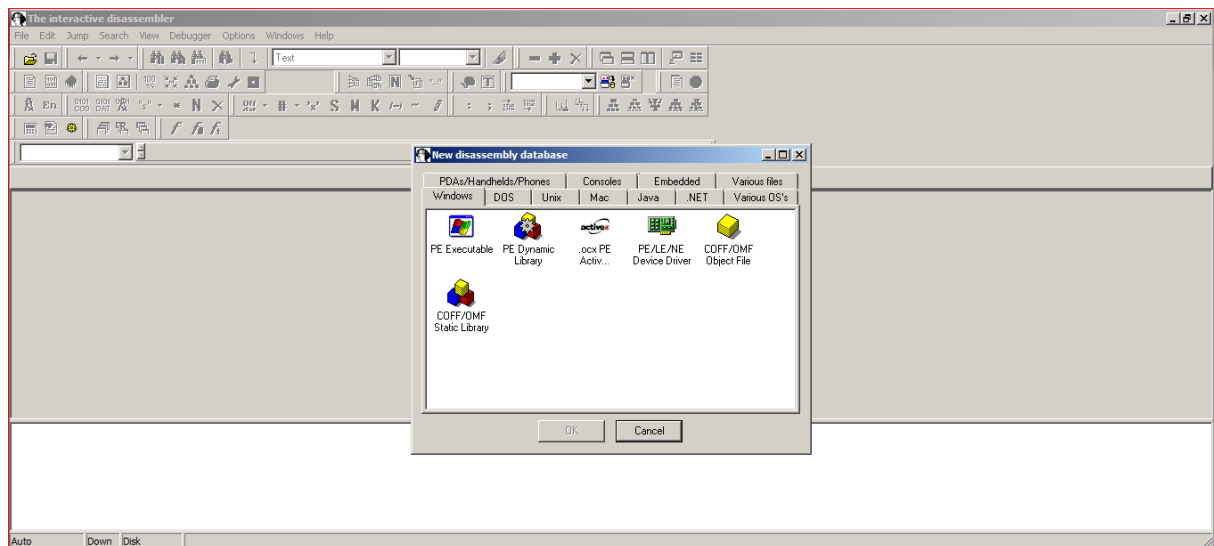 The interactive disassembler
File Edit Jump Search View Debugger Options Windows Help
Text
En
N
S M K
New disassembly database
PDAs/Handhelds/Phones Consoles Embedded Various files
Windows DOS Unix Mac Java .NET Various OS's
activex
PE Executable PE Dynamic .ocx PE PE/LE/NE COFF/OMF
Library Activ... Device Driver Object File
COFF/OMF
Static Library
OK Cancel
Auto Down Disk